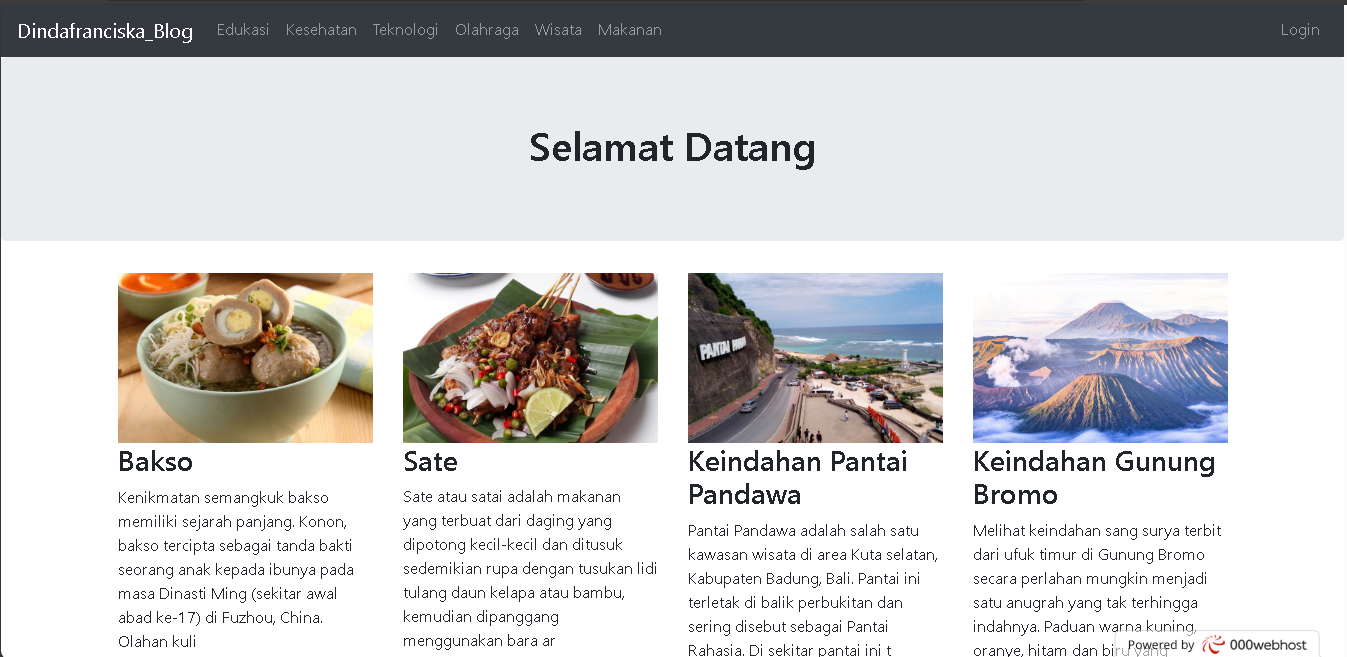 Dindafranciska_Blog Edukasi Kesehatan Teknologi Olahraga Wisata Makanan Login
Selamat Datang
PANTAI
Bakso
Kenikmatan semangkuk bakso
memiliki sejarah panjang. Konon,
bakso tercipta sebagai tanda bakti
seorang anak kepada ibunya pada
masa Dinasti Ming (sekitar awal
abad ke-17) di Fuzhou, China.
Olahan kuli
Sate
Sate atau satai adalah makanan
yang terbuat dari daging yang
dipotong kecil-kecil dan ditusuk
sedemikian rupa dengan tusukan lidi
tulang daun kelapa atau bambu,
kemudian dipanggang
menggunakan bara ar
Keindahan Pantai
Pandawa
Pantai Pandawa adalah salah satu
kawasan wisata di area Kuta selatan,
Kabupaten Badung, Bali. Pantai ini
terletak di balik perbukitan dan
sering disebut sebagai Pantai
Rahasia. Di sekitar pantai ini t
Keindahan Gunung
Bromo
Melihat keindahan sang surya terbit
dari ufuk timur di Gunung Bromo
secara perlahan mungkin menjadi
satu anugrah yang tak terhingga
indahnya. Paduan warna kuning,
oranye, hitam dan biru yang
Powered by 000webhost